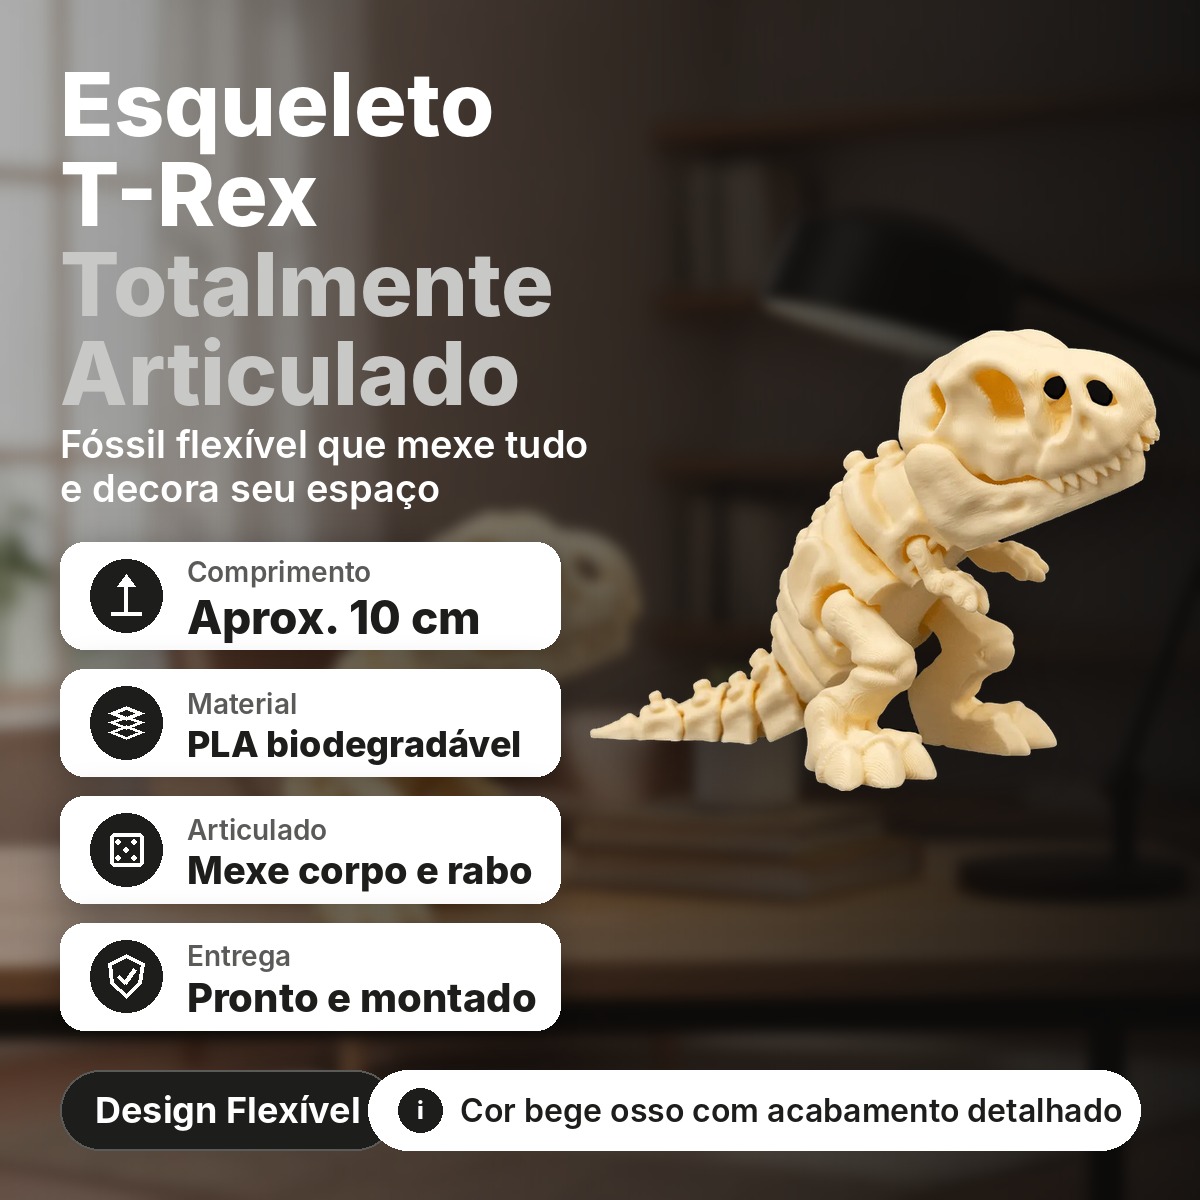 Esqueleto
T-Rex
Totalmente
Articulado
Fóssil flexível que mexe tudo
e decora seu espaço
Comprimento
Aprox. 10 cm
Material
PLA biodegradável
Articulado
Mexe corpo e rabo
Entrega
Pronto e montado
Design Flexível
i Cor bege osso com acabamento detalhado